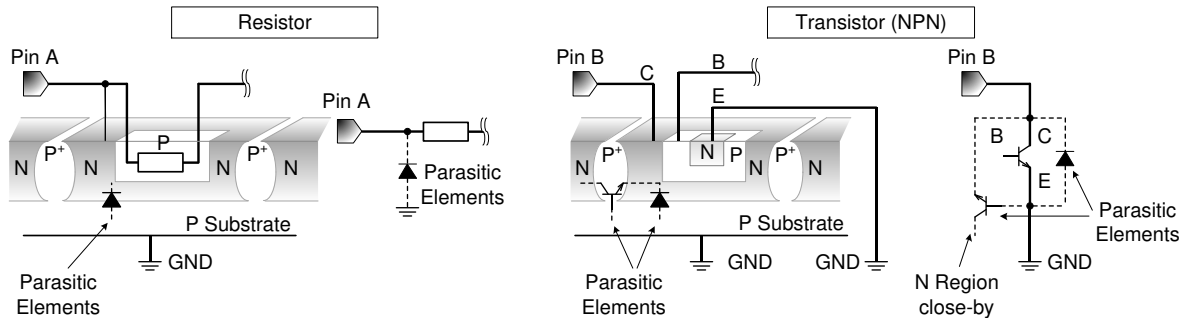 Resistor
Pin A
N
P+
N
P
P+
N
N
P Substrate
GND
Parasitic
Elements
Pin A
Parasitic
Elements
Transistor (NPN)
Pin B
C
B
E
N
P+
N
N
P
P+
N
N
P Substrate
GND
GND
Parasitic
Elements
Pin B
B
C
E
Parasitic
Elements
GND
N Region
close-by